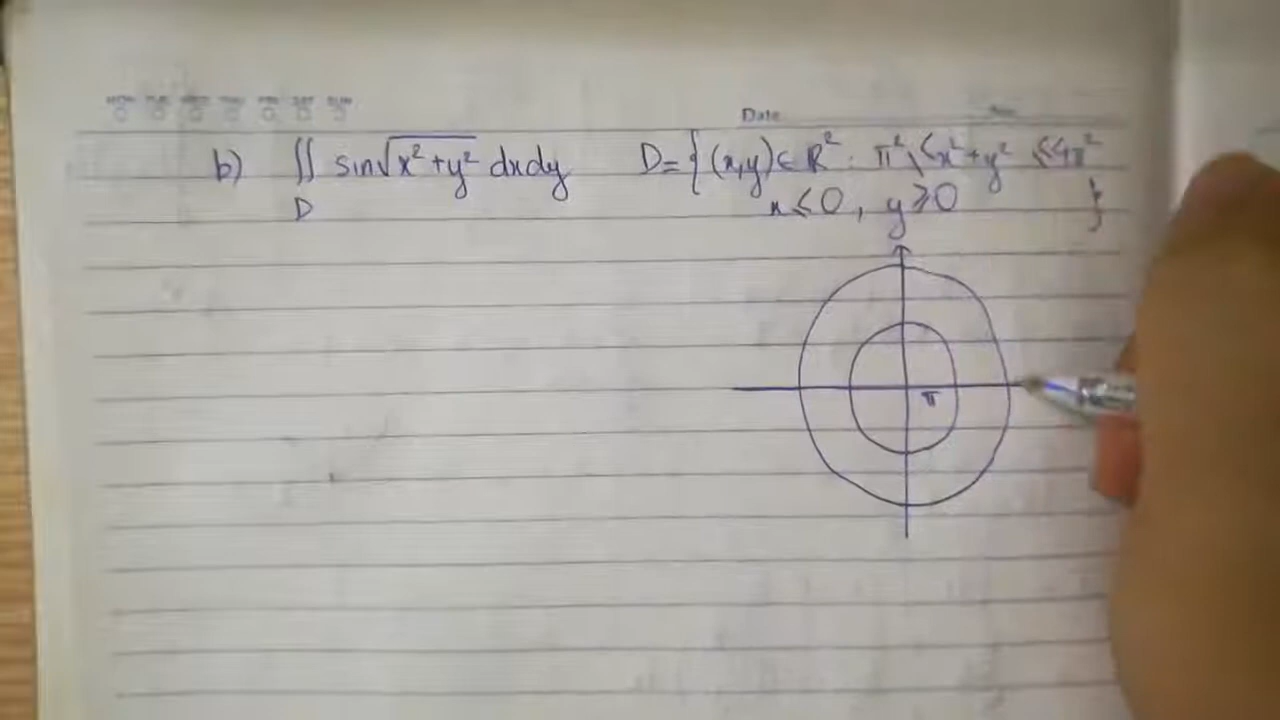 Date
b) ∬ sin√x²+y² dxdy D={(x,y)∈R²: π²≤x²+y²≤4π²
D x≤0, y≥0 }
π